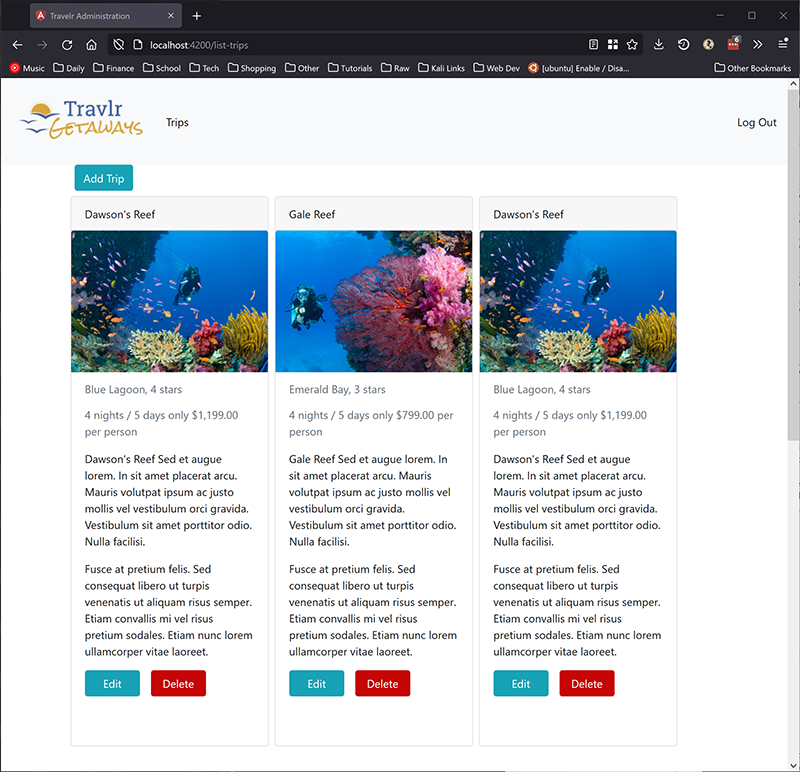 Travelr Administration
localhost:4200/list-trips
6
Music Daily Finance School Tech Shopping Other Tutorials Raw Kali Links Web Dev [ubuntu] Enable / Disa... Other Bookmarks
Travlr
Getaways
Trips
Log Out
Add Trip
Dawson's Reef
Blue Lagoon, 4 stars
4 nights / 5 days only $1,199.00
per person
Dawson's Reef Sed et augue
lorem. In sit amet placerat arcu.
Mauris volutpat ipsum ac justo
mollis vel vestibulum orci gravida.
Vestibulum sit amet porttitor odio.
Nulla facilisi.
Fusce at pretium felis. Sed
consequat libero ut turpis
venenatis ut aliquam risus semper.
Etiam convallis mi vel risus
pretium sodales. Etiam nunc lorem
ullamcorper vitae laoreet.
Edit Delete
Gale Reef
Emerald Bay, 3 stars
4 nights / 5 days only $799.00 per
person
Gale Reef Sed et augue lorem. In
sit amet placerat arcu. Mauris
volutpat ipsum ac justo mollis vel
vestibulum orci gravida.
Vestibulum sit amet porttitor odio.
Nulla facilisi.
Fusce at pretium felis. Sed
consequat libero ut turpis
venenatis ut aliquam risus semper.
Etiam convallis mi vel risus
pretium sodales. Etiam nunc lorem
ullamcorper vitae laoreet.
Edit Delete
Dawson's Reef
Blue Lagoon, 4 stars
4 nights / 5 days only $1,199.00
per person
Dawson's Reef Sed et augue
lorem. In sit amet placerat arcu.
Mauris volutpat ipsum ac justo
mollis vel vestibulum orci gravida.
Vestibulum sit amet porttitor odio.
Nulla facilisi.
Fusce at pretium felis. Sed
consequat libero ut turpis
venenatis ut aliquam risus semper.
Etiam convallis mi vel risus
pretium sodales. Etiam nunc lorem
ullamcorper vitae laoreet.
Edit Delete